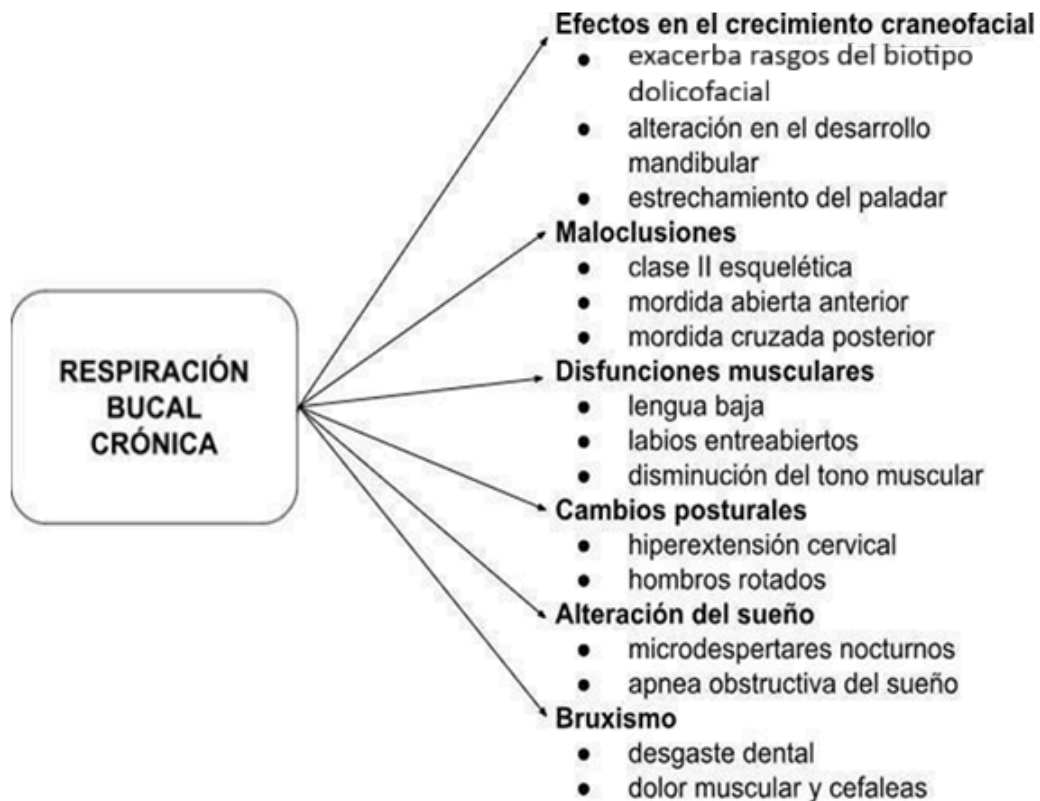 RESPIRACIÓN
BUCAL
CRÓNICA
Efectos en el crecimiento craneofacial
● exacerba rasgos del biotipo
dolicofacial
● alteración en el desarrollo
mandibular
● estrechamiento del paladar
Maloclusiones
● clase II esquelética
● mordida abierta anterior
● mordida cruzada posterior
Disfunciones musculares
● lengua baja
● labios entreabiertos
● disminución del tono muscular
Cambios posturales
● hiperextensión cervical
● hombros rotados
Alteración del sueño
● microdespertares nocturnos
● apnea obstructiva del sueño
Bruxismo
● desgaste dental
● dolor muscular y cefaleas